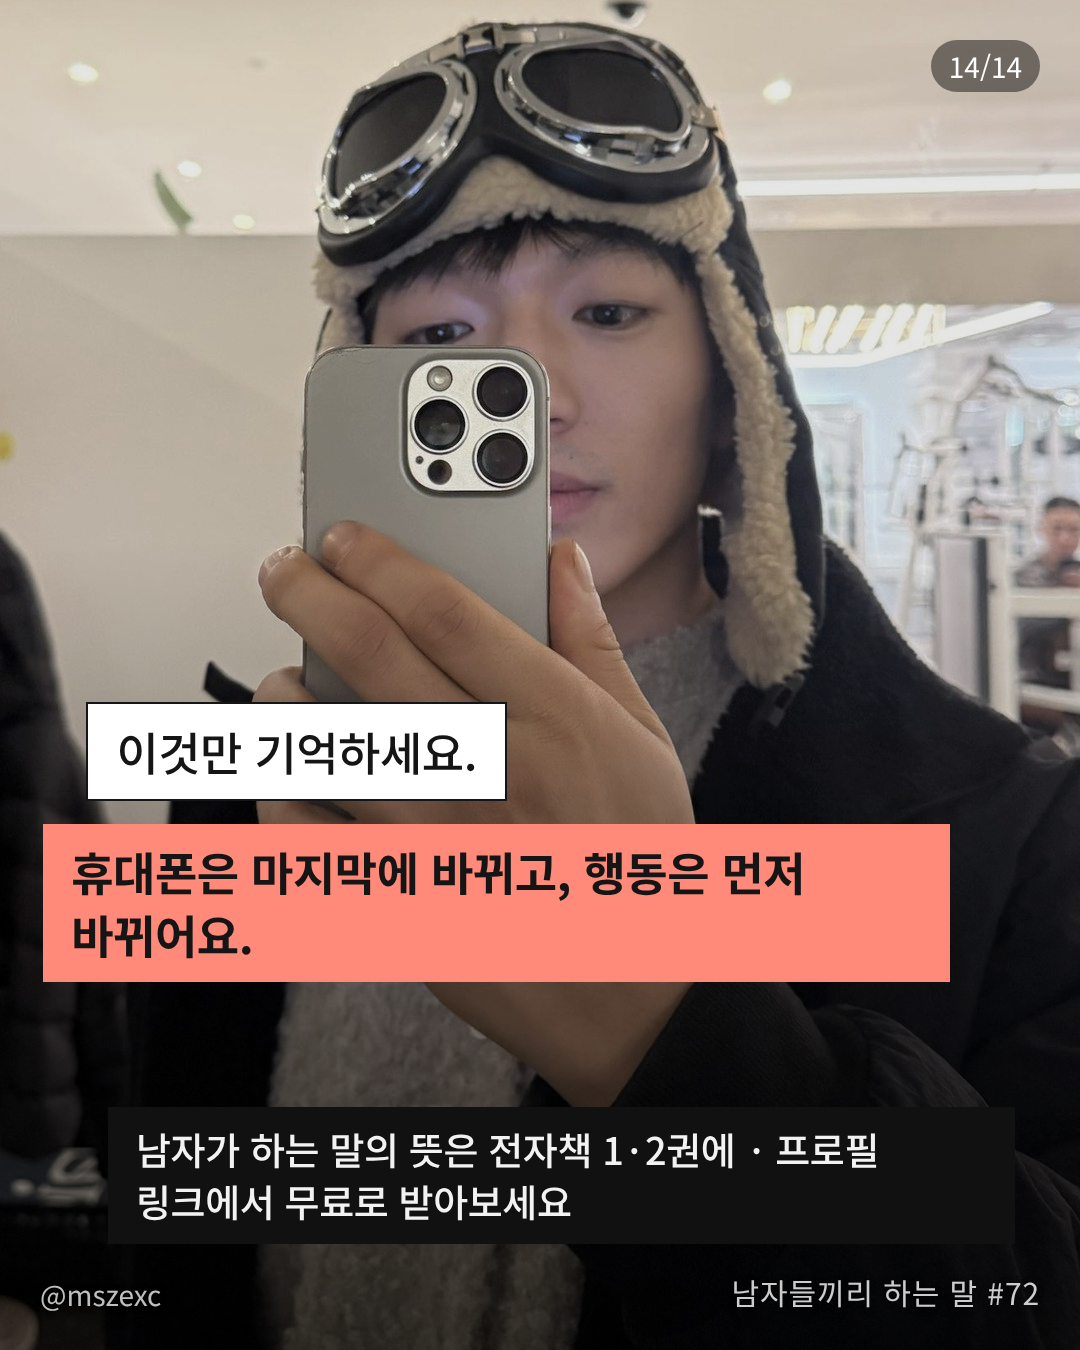 14/14
이것만 기억하세요.
휴대폰은 마지막에 바뀌고, 행동은 먼저
바뀌어요.
남자가 하는 말의 뜻은 전자책 1·2권에 · 프로필
링크에서 무료로 받아보세요
@mszexc
남자들끼리 하는 말 #72